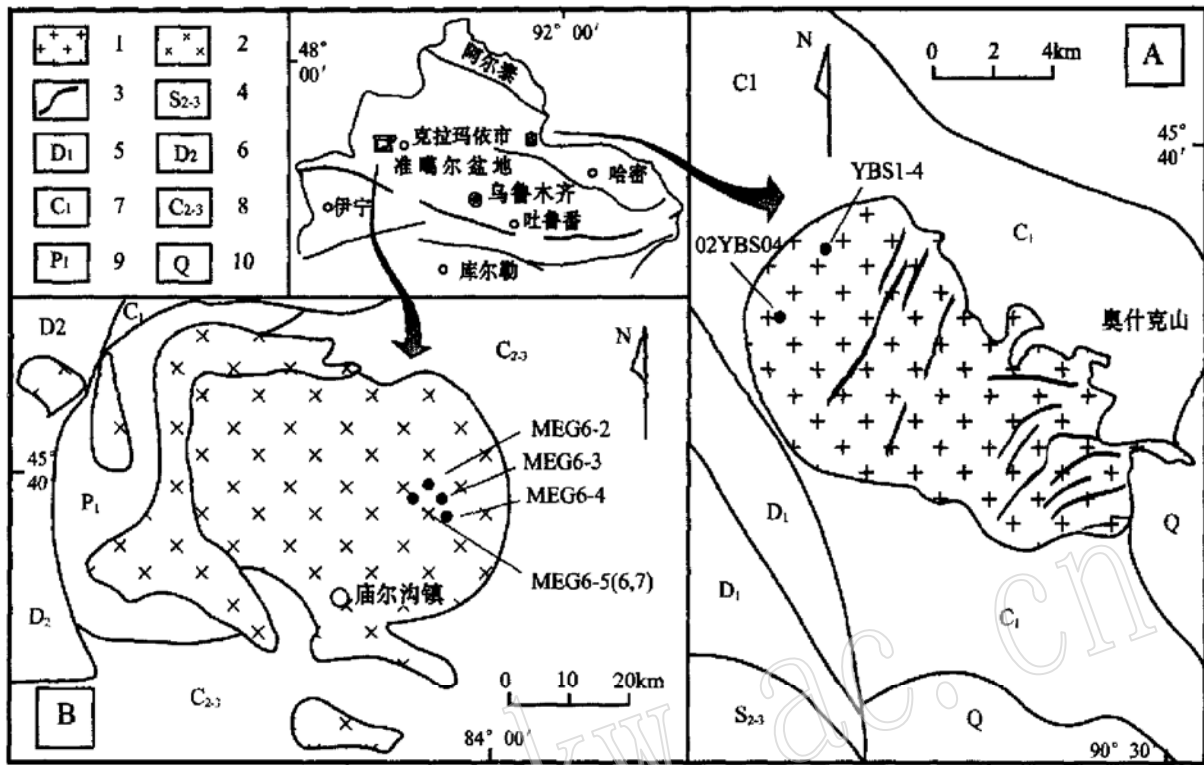 1
2
3
S₂₋₃ 4
D₁ 5
D₂ 6
C₁ 7
C₂₋₃ 8
P₁ 9
Q 10
92° 00′
48°
00′
阿尔泰
克拉玛依市
准噶尔盆地
哈密
乌鲁木齐
伊宁
吐鲁番
库尔勒
A
N
0 2 4km
C1
45°
40′
YBS1-4
02YBS04
C₁
奥什克山
D₁
Q
D₁
C₁
S₂₋₃
Q
90° 30′
D2
C₁
C₂₋₃
N
45°
40′
MEG6-2
MEG6-3
MEG6-4
P₁
MEG6-5(6,7)
庙尔沟镇
D₂
0 10 20km
C₂₋₃
B
84° 00′
kw.ac.cn